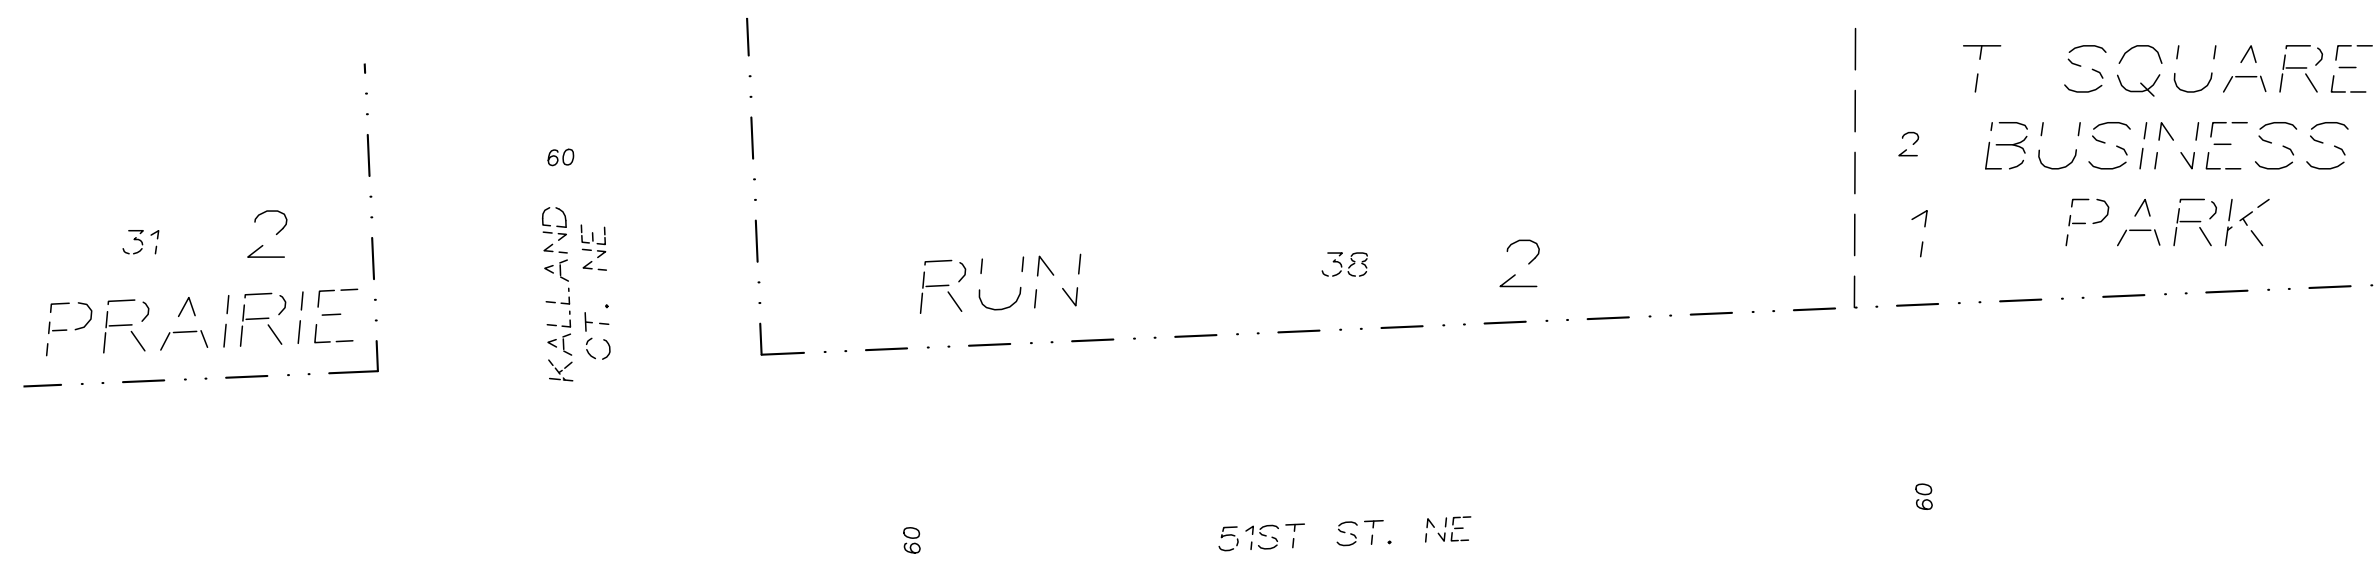 T SQUARE
BUSINESS
PARK
2
1
60
KALLAND
CT. NE
31
2
PRAIRIE
RUN
38
2
60
51ST ST. NE
60